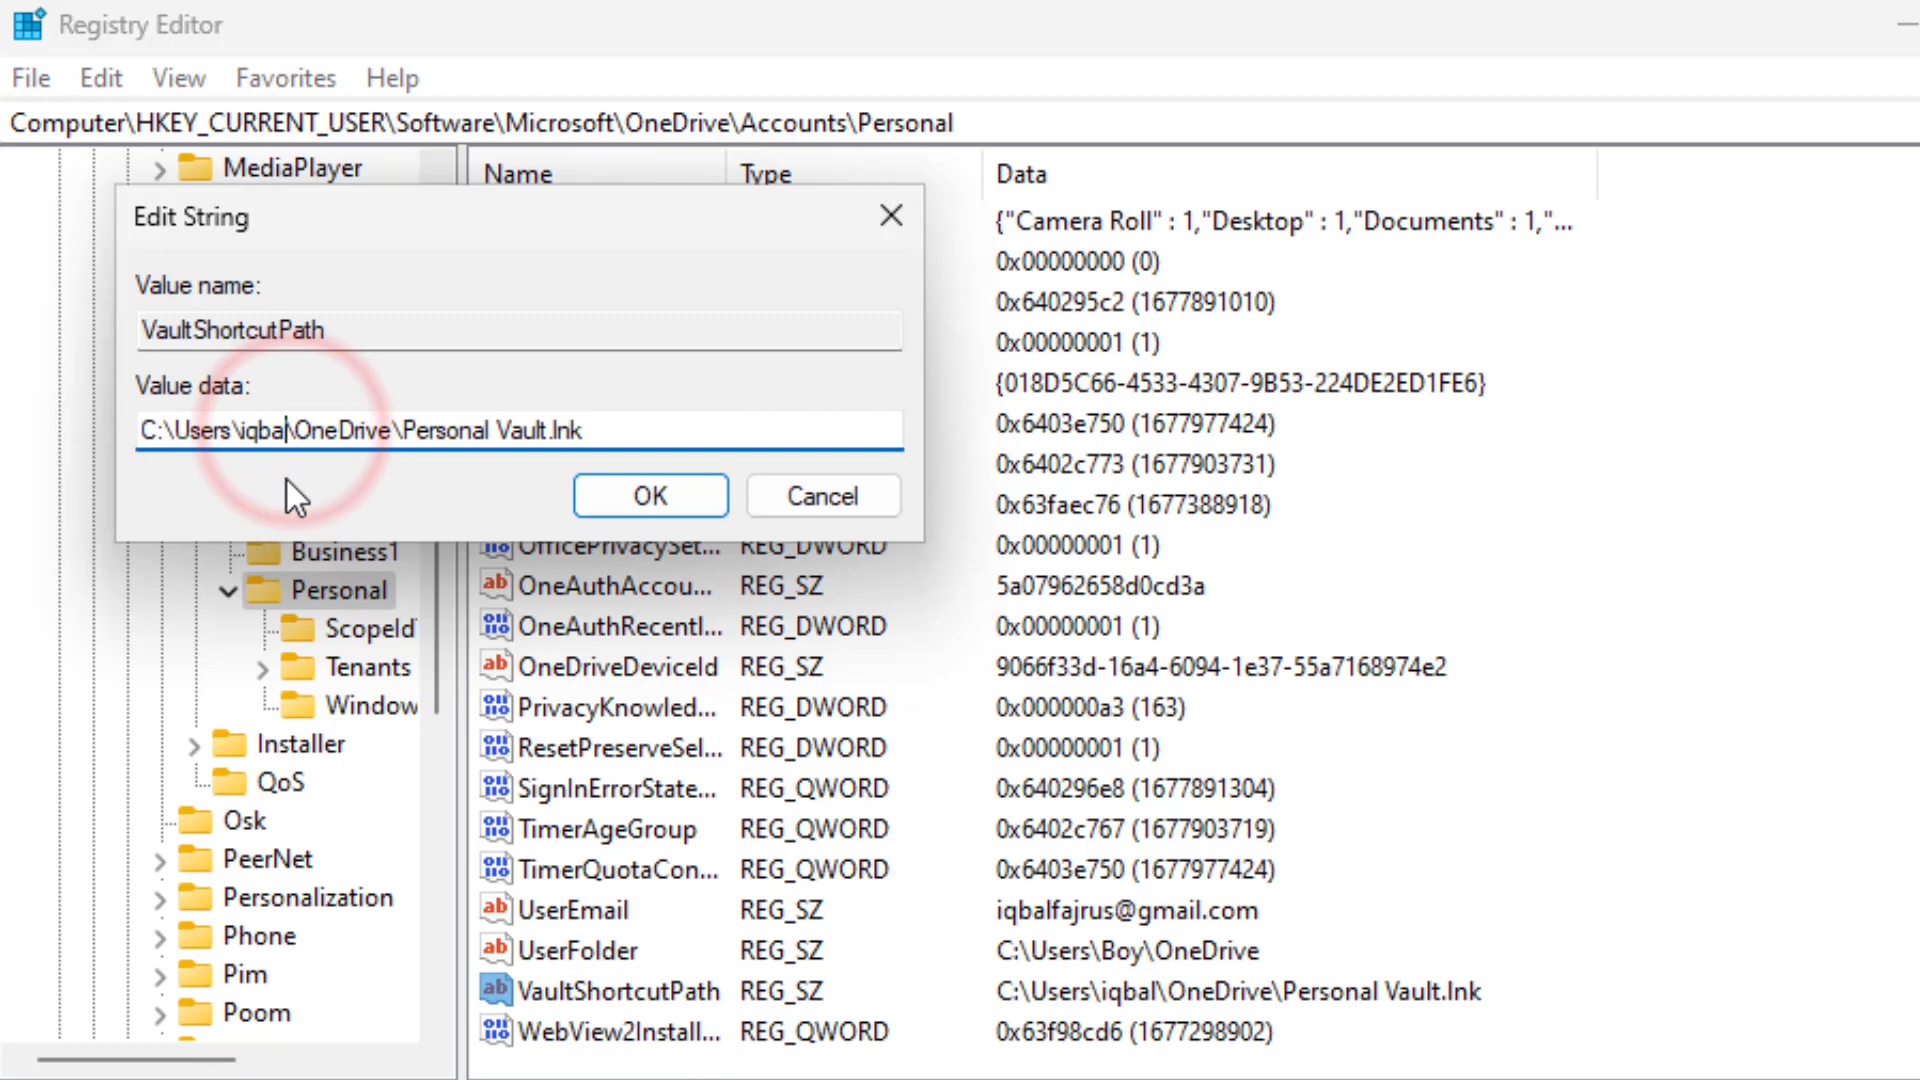 Registry Editor
File Edit View Favorites Help
Computer\HKEY_CURRENT_USER\Software\Microsoft\OneDrive\Accounts\Personal
MediaPlayer
Name Type Data
Edit String
Value name:
VaultShortcutPath
Value data:
C:\Users\iqba\OneDrive\Personal Vault.lnk
OK Cancel
{"Camera Roll" : 1,"Desktop" : 1,"Documents" : 1,"...
0x00000000 (0)
0x640295c2 (1677891010)
0x00000001 (1)
{018D5C66-4533-4307-9B53-224DE2ED1FE6}
0x6403e750 (1677977424)
0x6402c773 (1677903731)
0x63faec76 (1677388918)
OfficePrivacySet... REG_DWORD 0x00000001 (1)
OneAuthAccou... REG_SZ 5a07962658d0cd3a
OneAuthRecentI... REG_DWORD 0x00000001 (1)
OneDriveDeviceId REG_SZ 9066f33d-16a4-6094-1e37-55a7168974e2
PrivacyKnowled... REG_DWORD 0x000000a3 (163)
ResetPreserveSel... REG_DWORD 0x00000001 (1)
SignInErrorState... REG_QWORD 0x640296e8 (1677891304)
TimerAgeGroup REG_QWORD 0x6402c767 (1677903719)
TimerQuotaCon... REG_QWORD 0x6403e750 (1677977424)
UserEmail REG_SZ iqbalfajrus@gmail.com
UserFolder REG_SZ C:\Users\Boy\OneDrive
VaultShortcutPath REG_SZ C:\Users\iqbal\OneDrive\Personal Vault.lnk
WebView2Install... REG_QWORD 0x63f98cd6 (1677298902)
Business1
Personal
ScopeId
Tenants
Window
Installer
QoS
Osk
PeerNet
Personalization
Phone
Pim
Poom